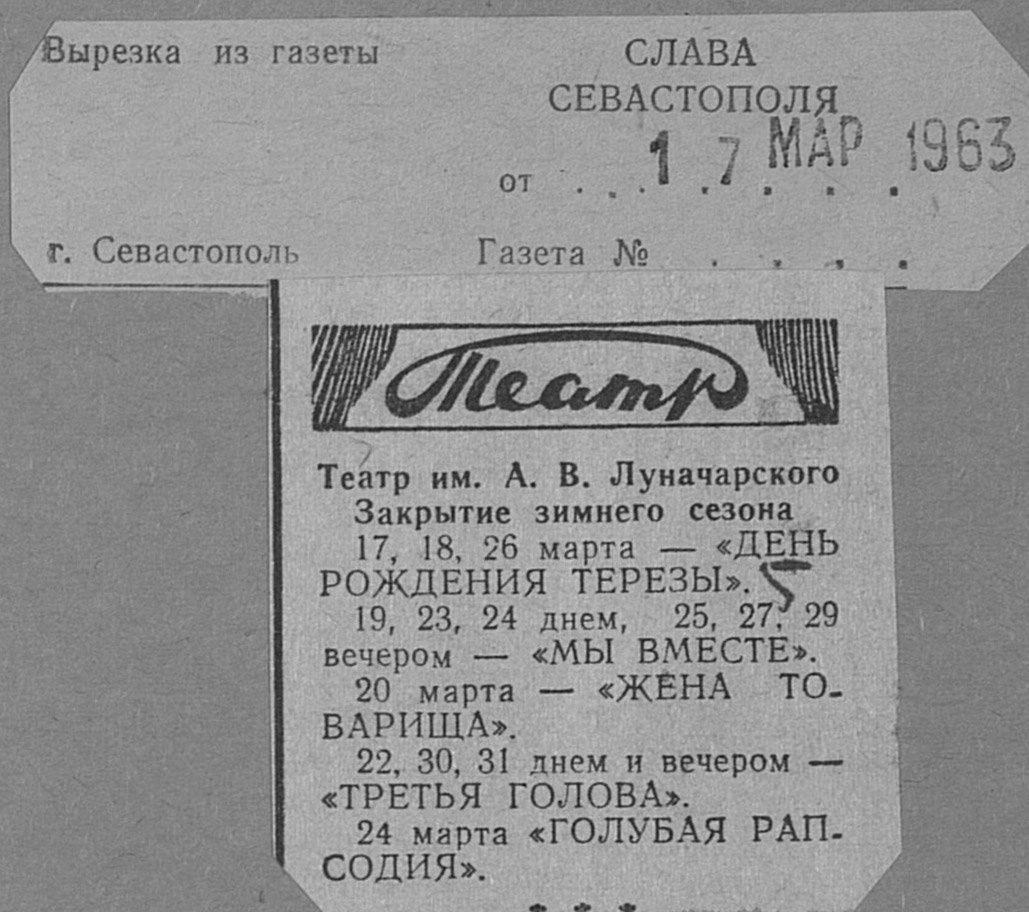 Вырезка из газеты
СЛАВА
СЕВАСТОПОЛЯ
от . . . 17 МАР 1963
г. Севастополь Газета № . . . .
Театр
Театр им. А. В. Луначарского
Закрытие зимнего сезона
17, 18, 26 марта — «ДЕНЬ
РОЖДЕНИЯ ТЕРЕЗЫ».
19, 23, 24 днем, 25, 27, 29
вечером — «МЫ ВМЕСТЕ».
20 марта — «ЖЕНА ТО-
ВАРИЩА».
22, 30, 31 днем и вечером —
«ТРЕТЬЯ ГОЛОВА».
24 марта «ГОЛУБАЯ РАП-
СОДИЯ».
* * *